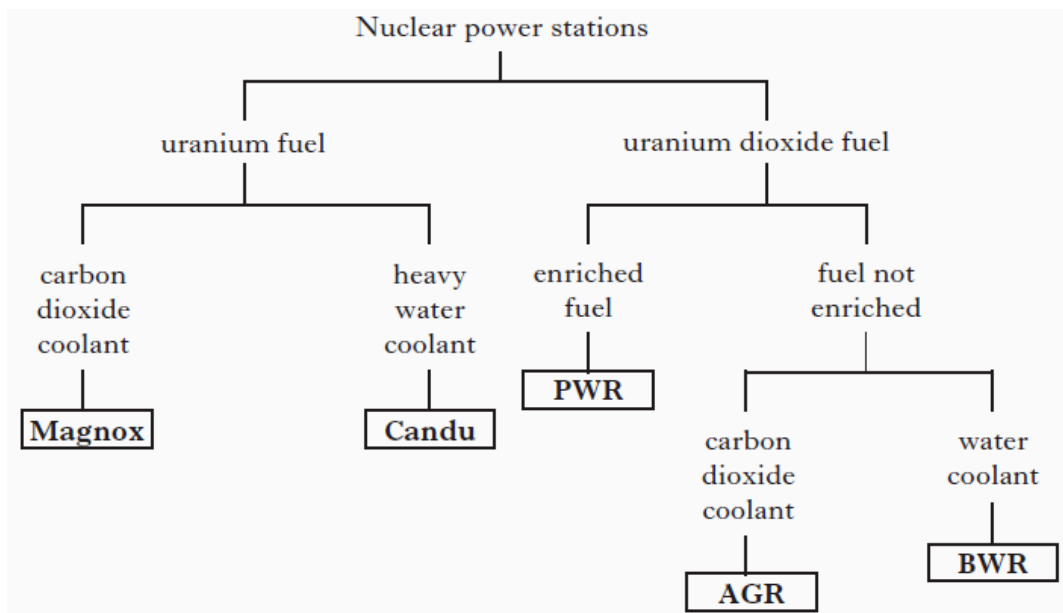 Nuclear power stations
uranium fuel
uranium dioxide fuel
carbon
dioxide
coolant
Magnox
heavy
water
coolant
Candu
enriched
fuel
PWR
fuel not
enriched
carbon
dioxide
coolant
AGR
water
coolant
BWR